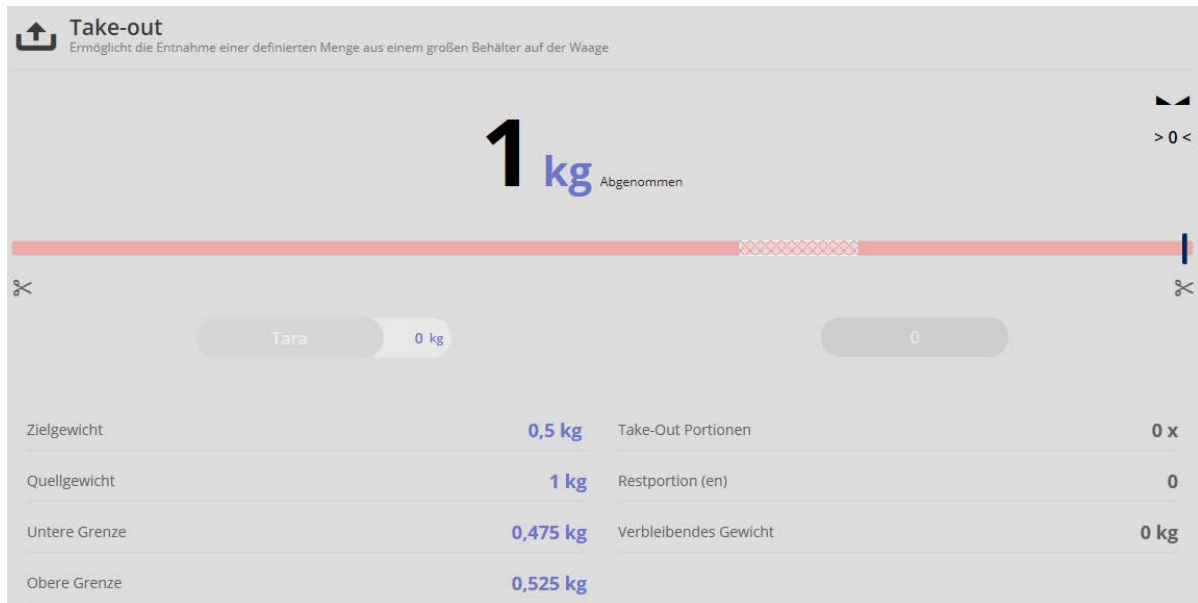 Take-out
Ermöglicht die Entnahme einer definierten Menge aus einem großen Behälter auf der Waage
1 kg Abgenommen
> 0 <
Tara 0 kg 0
Zielgewicht 0,5 kg Take-Out Portionen 0 x
Quellgewicht 1 kg Restportion (en) 0
Untere Grenze 0,475 kg Verbleibendes Gewicht 0 kg
Obere Grenze 0,525 kg